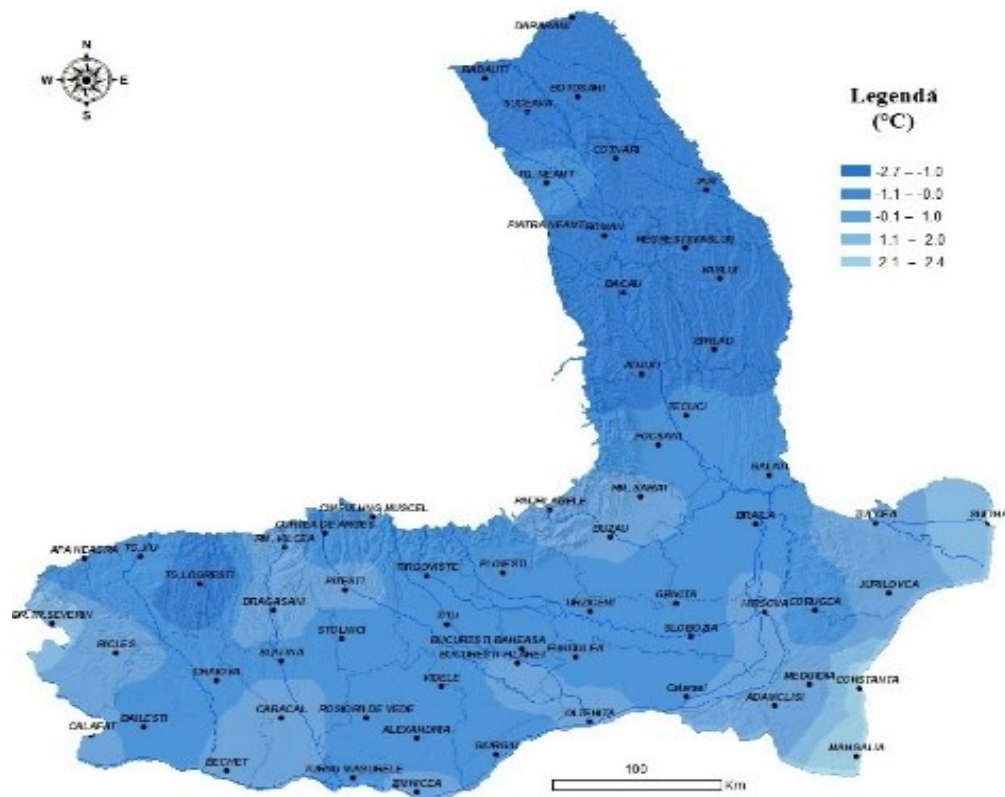 N
W
E
S
Legendă
(°C)
-2.7 – -1.0
-1.1 – -0.0
-0.1 – 1.0
1.1 – 2.0
2.1 – 2.4
DARABANI
RADAUTI
BOTOSANI
SUCEAVA
COTNARI
TG. NEAMT
IASI
PIATRA NEAMT
ROMAN
VASLUI
BACAU
BIRLAD
ADJUD
TECUCI
FOCSANI
GALATI
RM. SARAT
PATIRLAGELE
CIMPULUNG MUSCEL
BRAILA
TULCEA
SULINA
CURTEA DE ARGES
BUZAU
RM. VILCEA
APA NEAGRA
TG.JIU
TIRGOVISTE
PLOIESTI
TG.LOGRESTI
PITESTI
JURILOVCA
GRIVITA
DRAGASANI
URZICENI
HIRSOVA
CORUGEA
DR.TR.SEVERIN
TITU
STOLNICI
SLOBOZIA
BUCURESTI BANEASA
BICLES
BUCURESTI FILARET
FUNDULEA
SLATINA
CRAIOVA
VIDELE
MEDGIDIA
CONSTANTA
Calarasi
ADAMCLISI
CARACAL
ROSIORI DE VEDE
OLTENITA
CALAFAT
BAILESTI
ALEXANDRIA
GIURGIU
MANGALIA
BECHET
TURNU MAGURELE
ZIMNICEA
100
Km